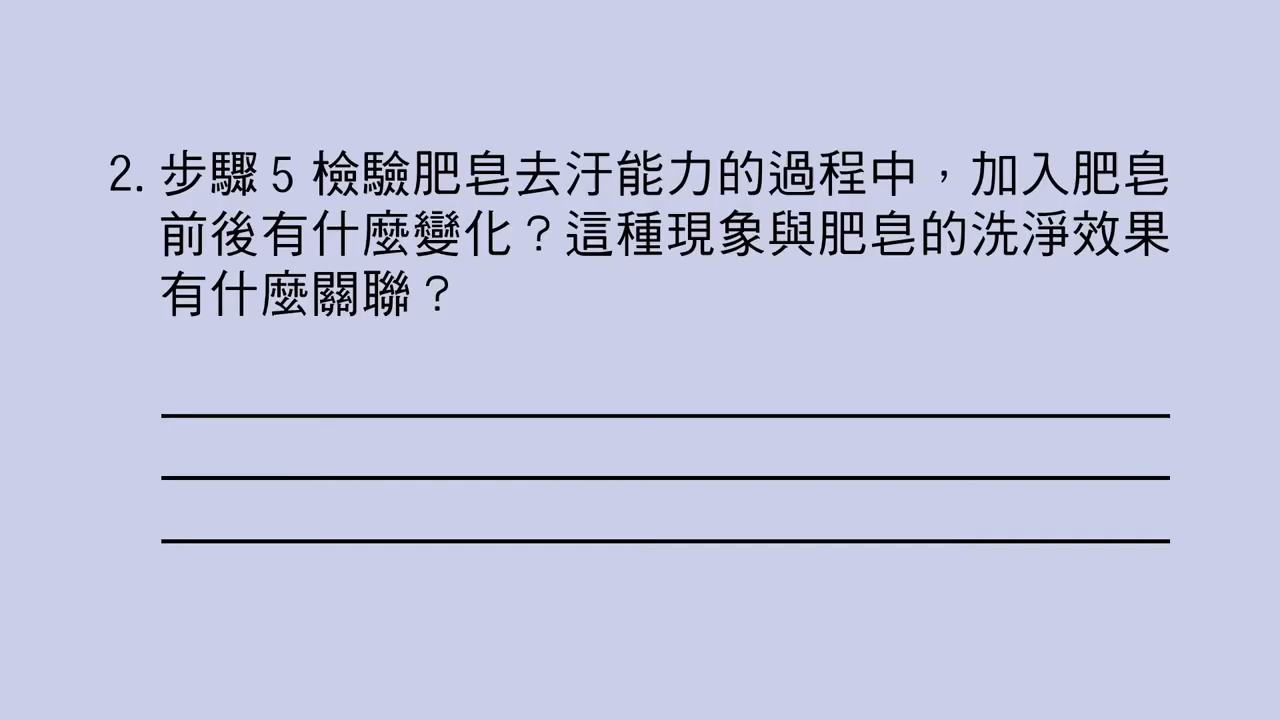 2. 步驟 5 檢驗肥皂去汙能力的過程中，加入肥皂
前後有什麼變化？這種現象與肥皂的洗淨效果
有什麼關聯？